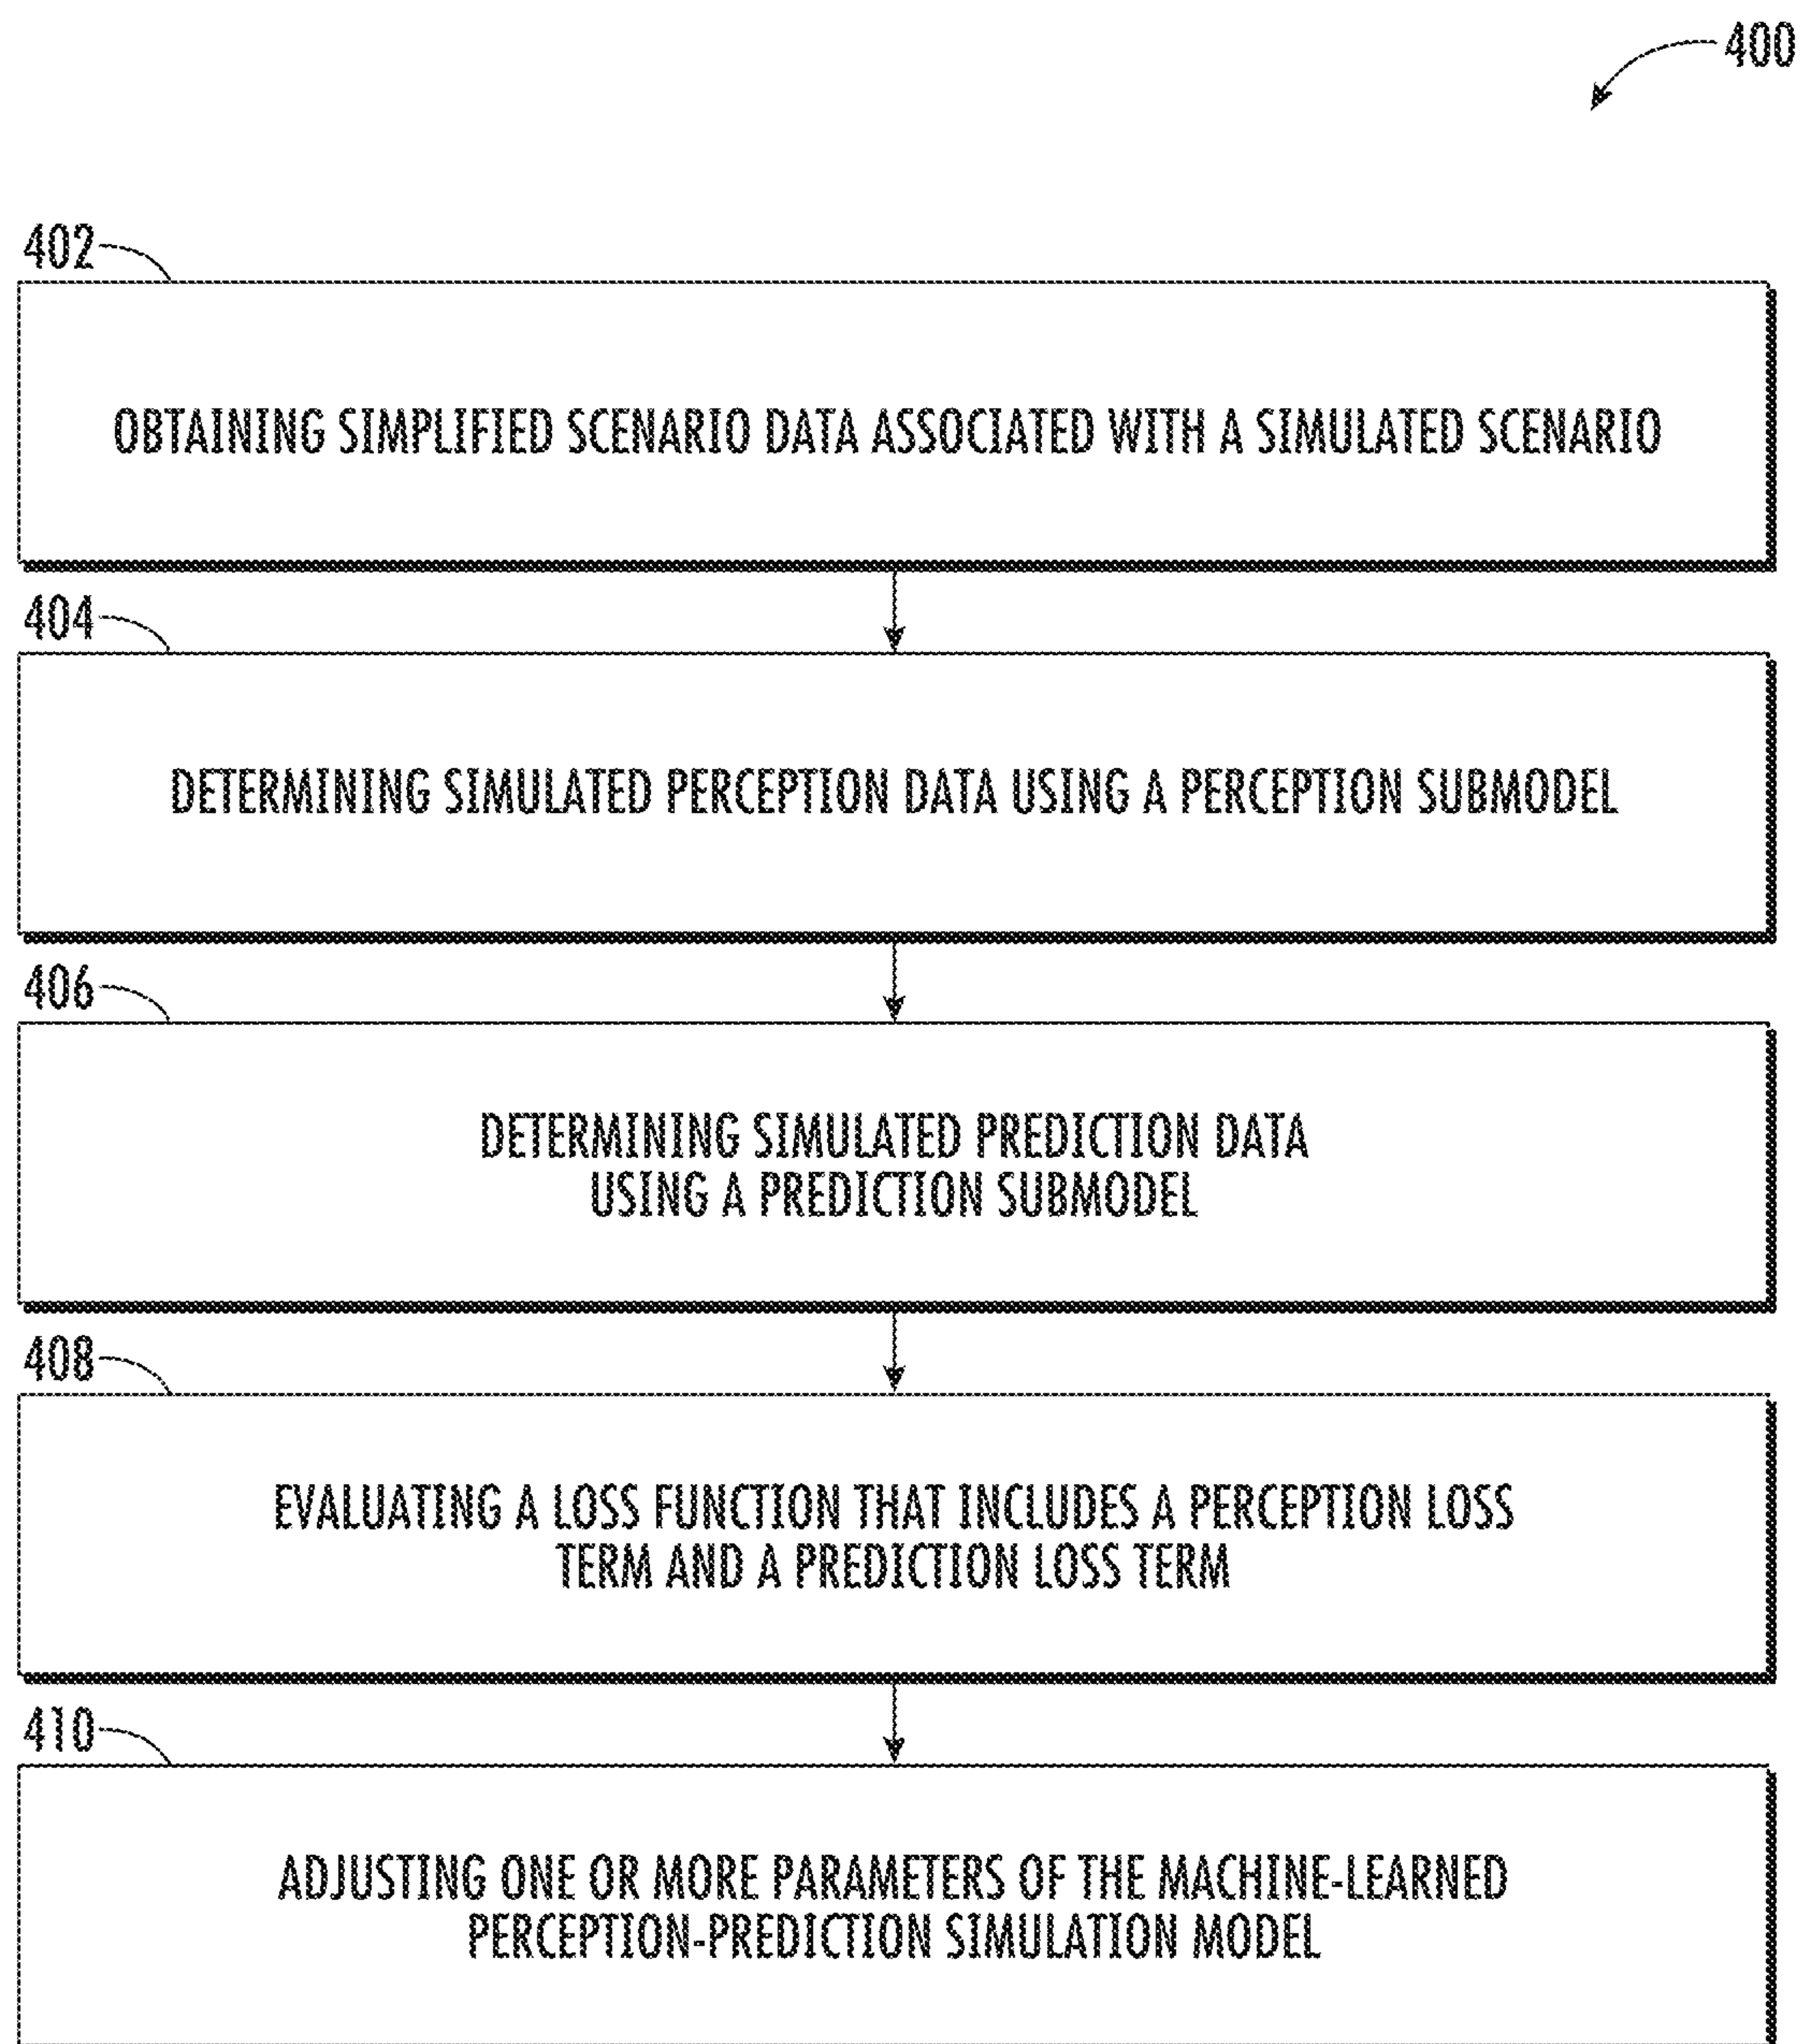 400
402
OBTAINING SIMPLIFIED SCENARIO DATA ASSOCIATED WITH A SIMULATED SCENARIO
404
DETERMINING SIMULATED PERCEPTION DATA USING A PERCEPTION SUBMODEL
406
DETERMINING SIMULATED PREDICTION DATA
USING A PREDICTION SUBMODEL
408
EVALUATING A LOSS FUNCTION THAT INCLUDES A PERCEPTION LOSS
TERM AND A PREDICTION LOSS TERM
410
ADJUSTING ONE OR MORE PARAMETERS OF THE MACHINE-LEARNED
PERCEPTION-PREDICTION SIMULATION MODEL